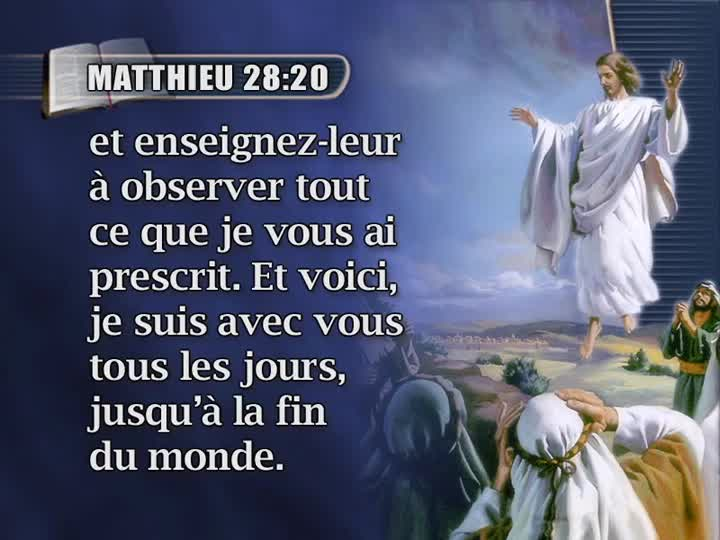 MATTHIEU 28:20
et enseignez-leur
à observer tout
ce que je vous ai
prescrit. Et voici,
je suis avec vous
tous les jours,
jusqu’à la fin
du monde.